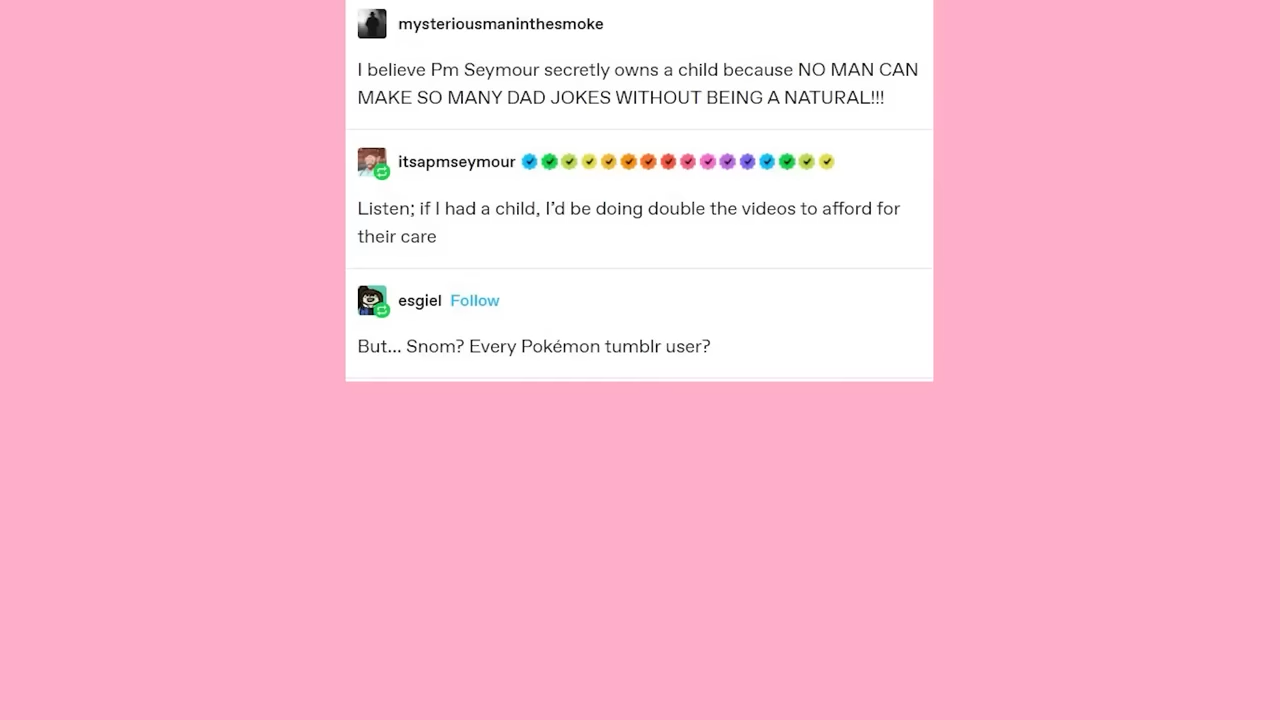 mysteriousmaninthesmoke
I believe Pm Seymour secretly owns a child because NO MAN CAN
MAKE SO MANY DAD JOKES WITHOUT BEING A NATURAL!!!
itsapmseymour
Listen; if I had a child, I’d be doing double the videos to afford for
their care
esgiel Follow
But... Snom? Every Pokémon tumblr user?